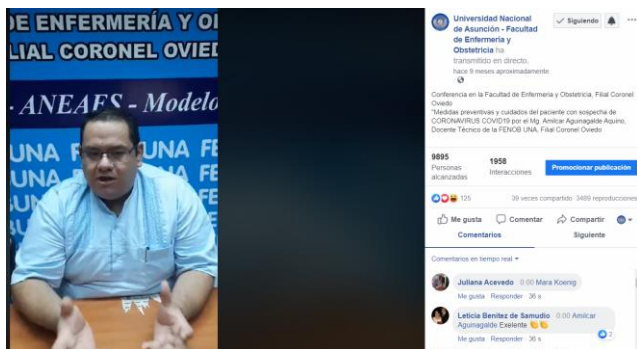 DE ENFERMERÍA Y O
LIAL CORONEL OVIED
- ANEAES - Modelo
UNA
UNA FE
UNA
UNA FE
Universidad Nacional
de Asunción - Facultad
de Enfermería y
Obstetricia ha
transmitido en directo.
hace 9 meses aproximadamente
Siguiendo
Conferencia en la Facultad de Enfermería y Obstetricia, Filial Coronel
Oviedo
"Medidas preventivas y cuidados del paciente con sospecha de
CORONAVIRUS COVID19 por el Mg. Amilcar Aguinagalde Aquino,
Docente Técnico de la FENOB UNA, Filial Coronel Oviedo
9895
Personas
alcanzadas
1958
Interacciones
Promocionar publicación
125
39 veces compartido 3489 reproducciones
Me gusta Comentar Compartir
Comentarios Siguiente
Comentarios en tiempo real
Juliana Acevedo 0:00 Mara Koenig
Me gusta · Responder · 36 s
Leticia Benitez de Samudio 0:00 Amilcar
Aguinagalde Exelente 👏👏
2
Me gusta · Responder · 36 s